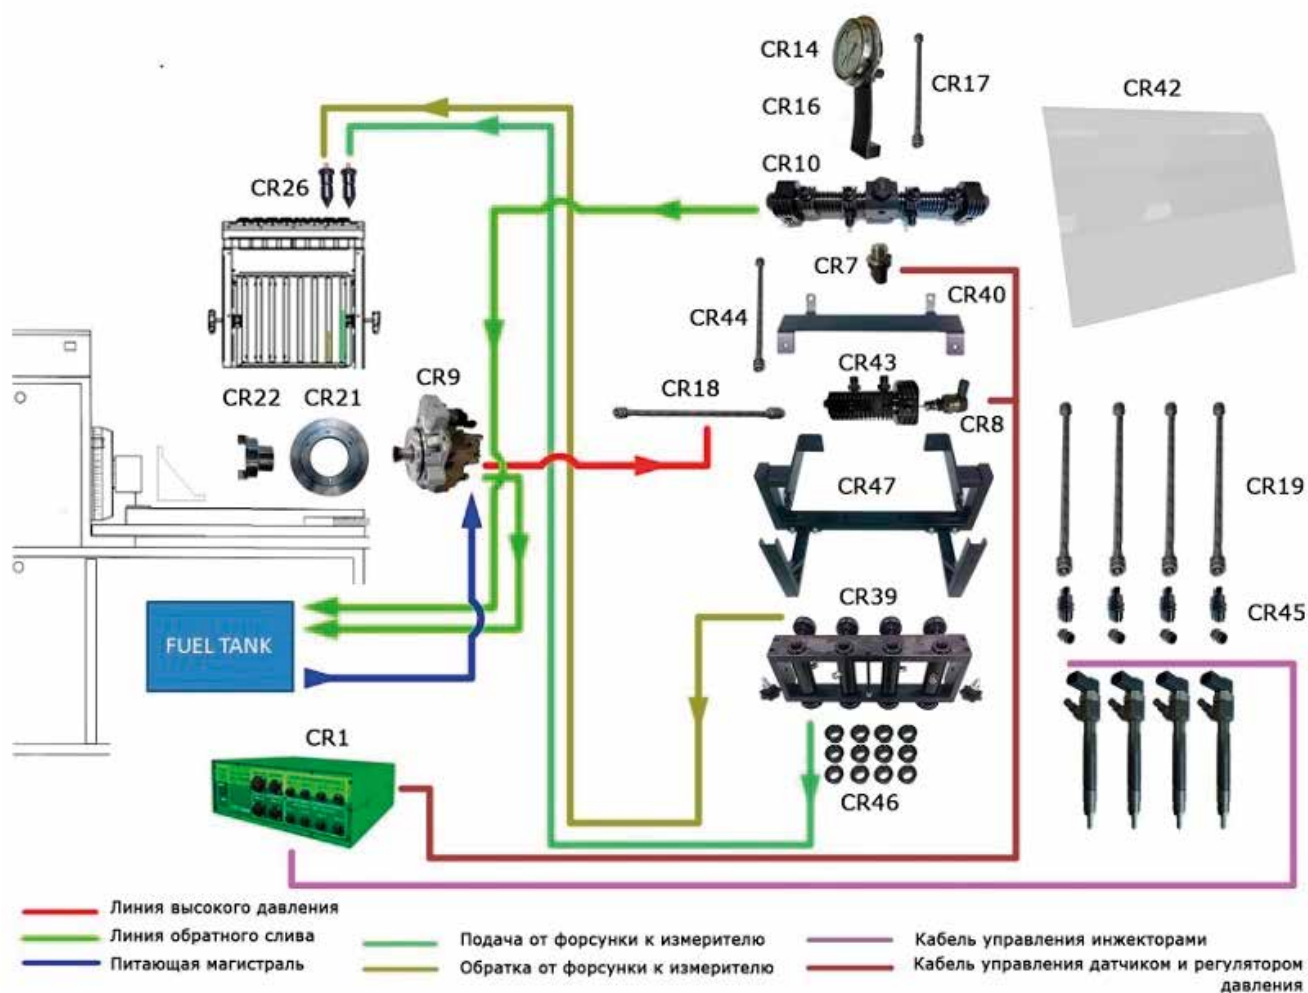 CR14
CR17
CR42
CR16
CR10
CR26
CR7
CR40
CR44
CR43
CR9
CR18
CR22
CR21
CR8
CR47
CR19
CR39
CR45
FUEL TANK
CR1
CR46
Линия высокого давления
Линия обратного слива
Питающая магистраль
Подача от форсунки к измерителю
Обратка от форсунки к измерителю
Кабель управления инжекторами
Кабель управления датчиком и регулятором
давления